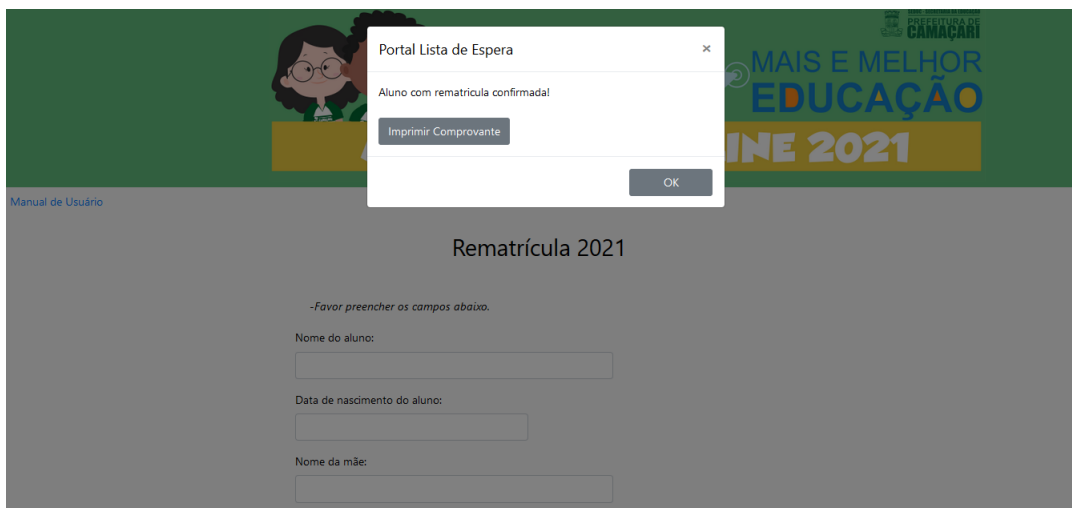 PREFEITURA DE
CAMAÇARI
Portal Lista de Espera
×
MAIS E MELHOR
EDUCAÇÃO
Aluno com rematricula confirmada!
Imprimir Comprovante
INE 2021
OK
Manual de Usuário
Rematrícula 2021
-Favor preencher os campos abaixo.
Nome do aluno:
Data de nascimento do aluno:
Nome da mãe: